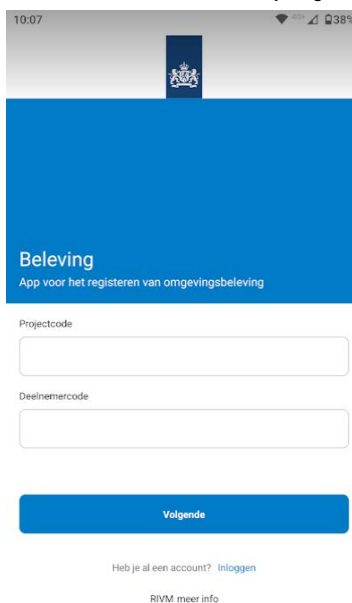 10:07
38%
Beleving
App voor het registeren van omgevingsbeleving
Projectcode
Deelnemercode
Volgende
Heb je al een account? Inloggen
RIVM meer info